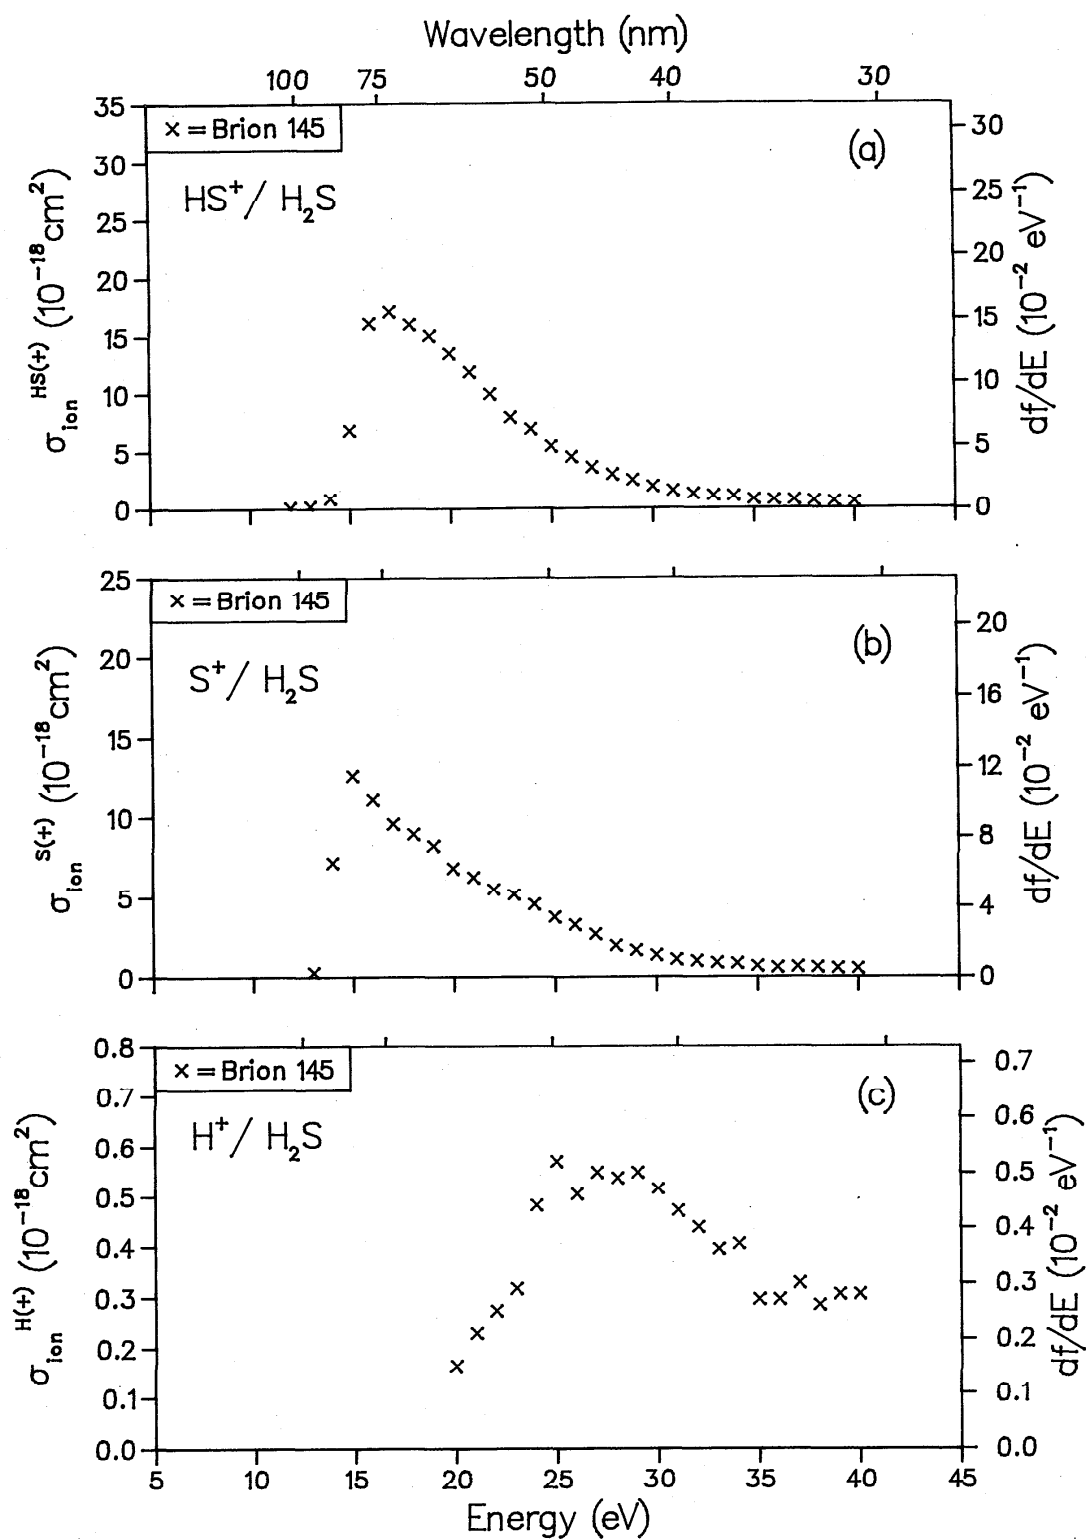 Wavelength (nm)
100 75 50 40 30
35
30
25
20
15
10
5
0
× = Brion 145
(a)
HS⁺/ H₂S
σ_ion^HS(+) (10⁻¹⁸cm²)
30
25
20
15
10
5
0
df/dE (10⁻² eV⁻¹)
25
20
15
10
5
0
× = Brion 145
(b)
S⁺/ H₂S
σ_ion^S(+) (10⁻¹⁸cm²)
20
16
12
8
4
0
df/dE (10⁻² eV⁻¹)
0.8
0.7
0.6
0.5
0.4
0.3
0.2
0.1
0.0
× = Brion 145
(c)
H⁺/ H₂S
σ_ion^H(+) (10⁻¹⁸cm²)
0.7
0.6
0.5
0.4
0.3
0.2
0.1
0.0
df/dE (10⁻² eV⁻¹)
5 10 15 20 25 30 35 40 45
Energy (eV)